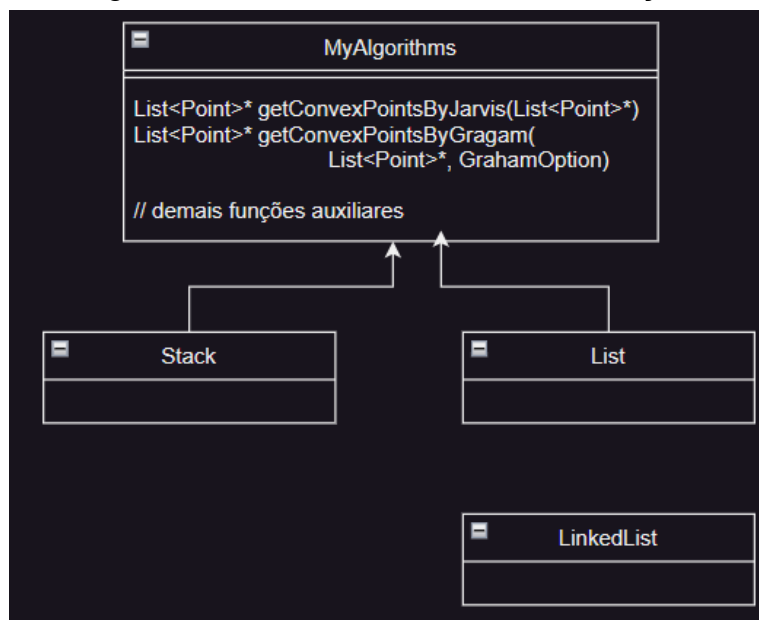 MyAlgorithms
List<Point>* getConvexPointsByJarvis(List<Point>*)
List<Point>* getConvexPointsByGragam(
List<Point>*, GrahamOption)
// demais funções auxiliares
Stack
List
LinkedList